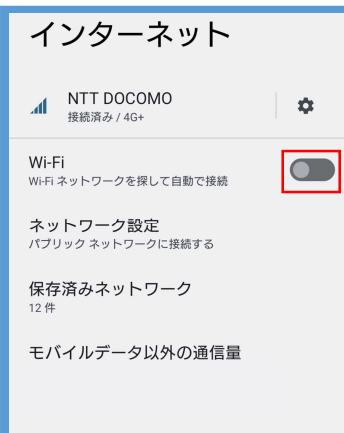 インターネット
NTT DOCOMO
接続済み / 4G+
Wi-Fi
Wi-Fi ネットワークを探して自動で接続
ネットワーク設定
パブリック ネットワークに接続する
保存済みネットワーク
12 件
モバイルデータ以外の通信量